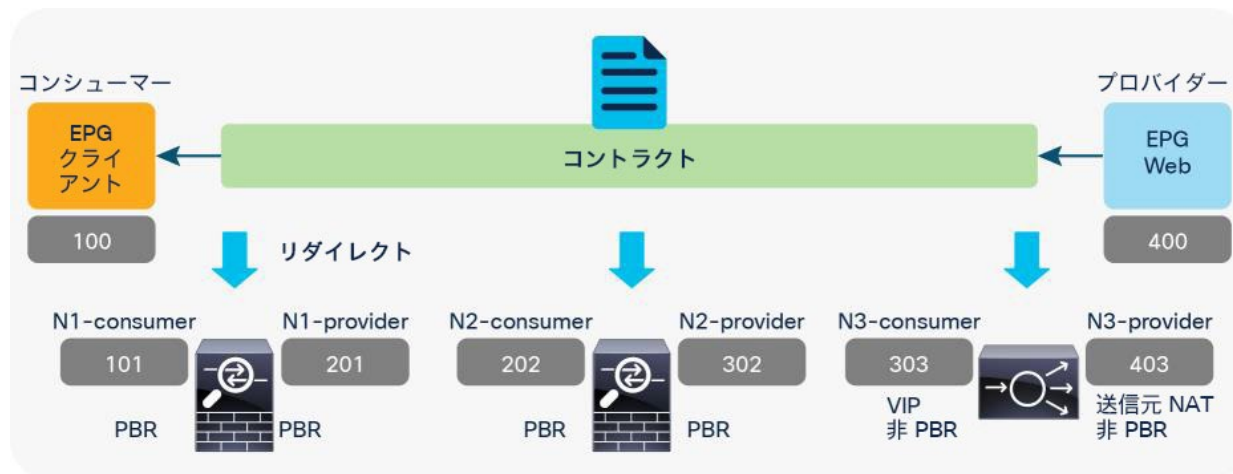 コンシューマー
プロバイダー
EPG
クライ
アント
コントラクト
EPG
Web
100
リダイレクト
400
N1-consumer
N1-provider
N2-consumer
N2-provider
N3-consumer
N3-provider
101
201
202
302
303
403
PBR
PBR
PBR
PBR
VIP
非 PBR
送信元 NAT
非 PBR